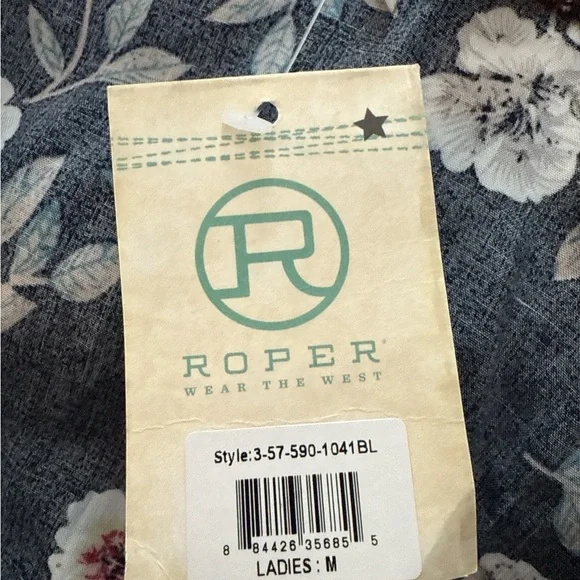 R
ROPER®
WEAR THE WEST
Style:3-57-590-1041BL
8 84426 35685 5
LADIES : M